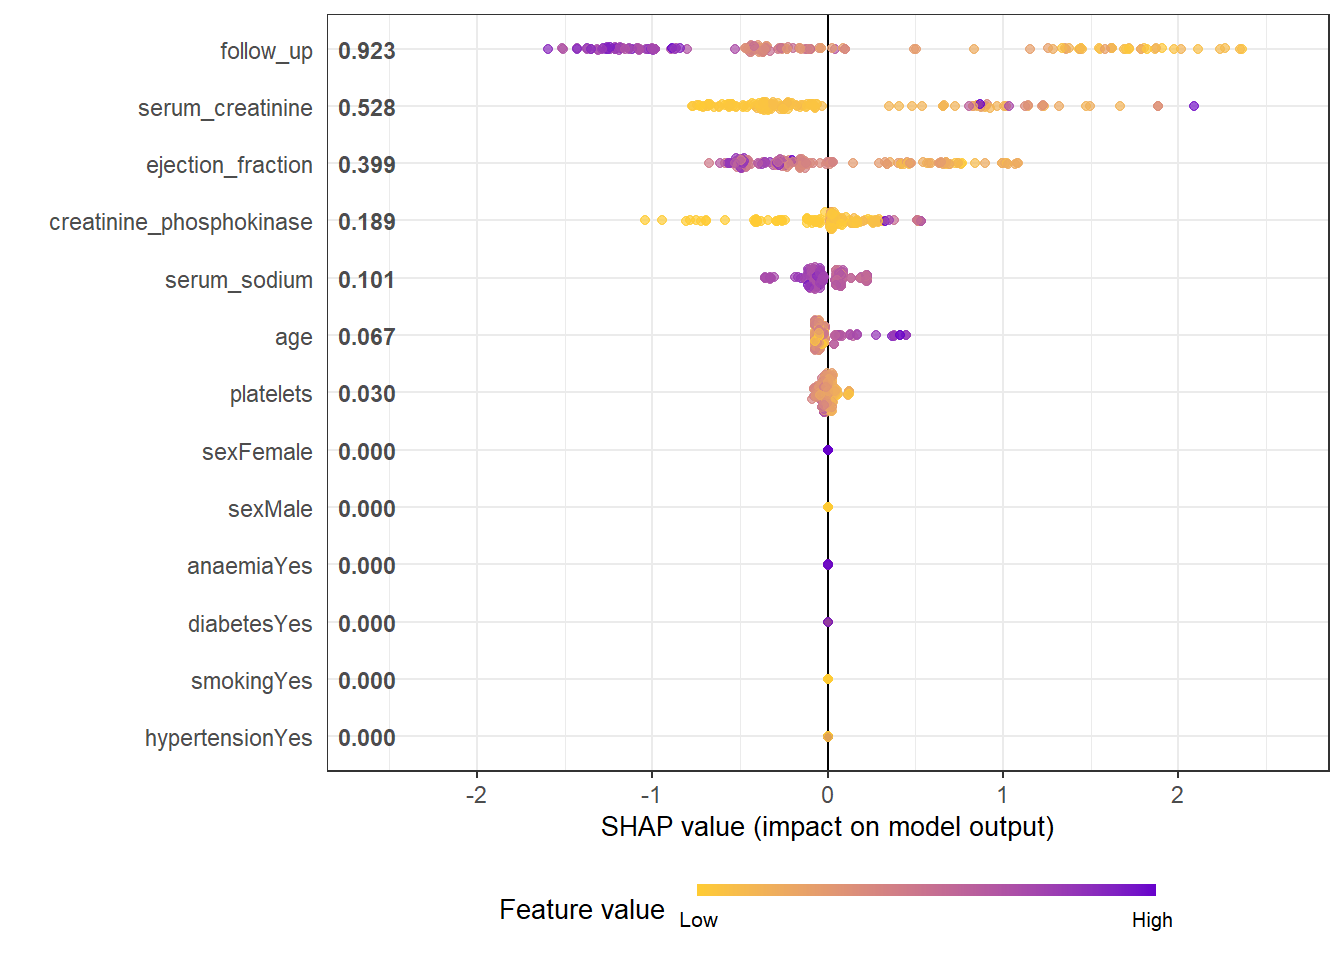 follow_up 0.923
serum_creatinine 0.528
ejection_fraction 0.399
creatinine_phosphokinase 0.189
serum_sodium 0.101
age 0.067
platelets 0.030
sexFemale 0.000
sexMale 0.000
anaemiaYes 0.000
diabetesYes 0.000
smokingYes 0.000
hypertensionYes 0.000
-2 -1 0 1 2
SHAP value (impact on model output)
Feature value
Low High